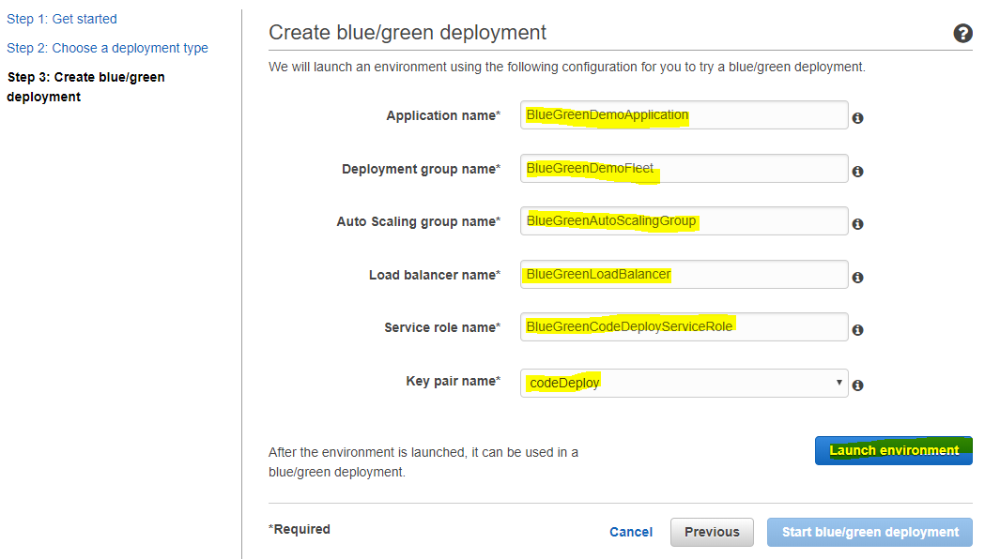 Step 1: Get started
Step 2: Choose a deployment type
Step 3: Create blue/green
deployment
Create blue/green deployment
?
We will launch an environment using the following configuration for you to try a blue/green deployment.
Application name* BlueGreenDemoApplication
Deployment group name* BlueGreenDemoFleet
Auto Scaling group name* BlueGreenAutoScalingGroup
Load balancer name* BlueGreenLoadBalancer
Service role name* BlueGreenCodeDeployServiceRole
Key pair name* codeDeploy
After the environment is launched, it can be used in a
blue/green deployment.
Launch environment
*Required
Cancel Previous Start blue/green deployment